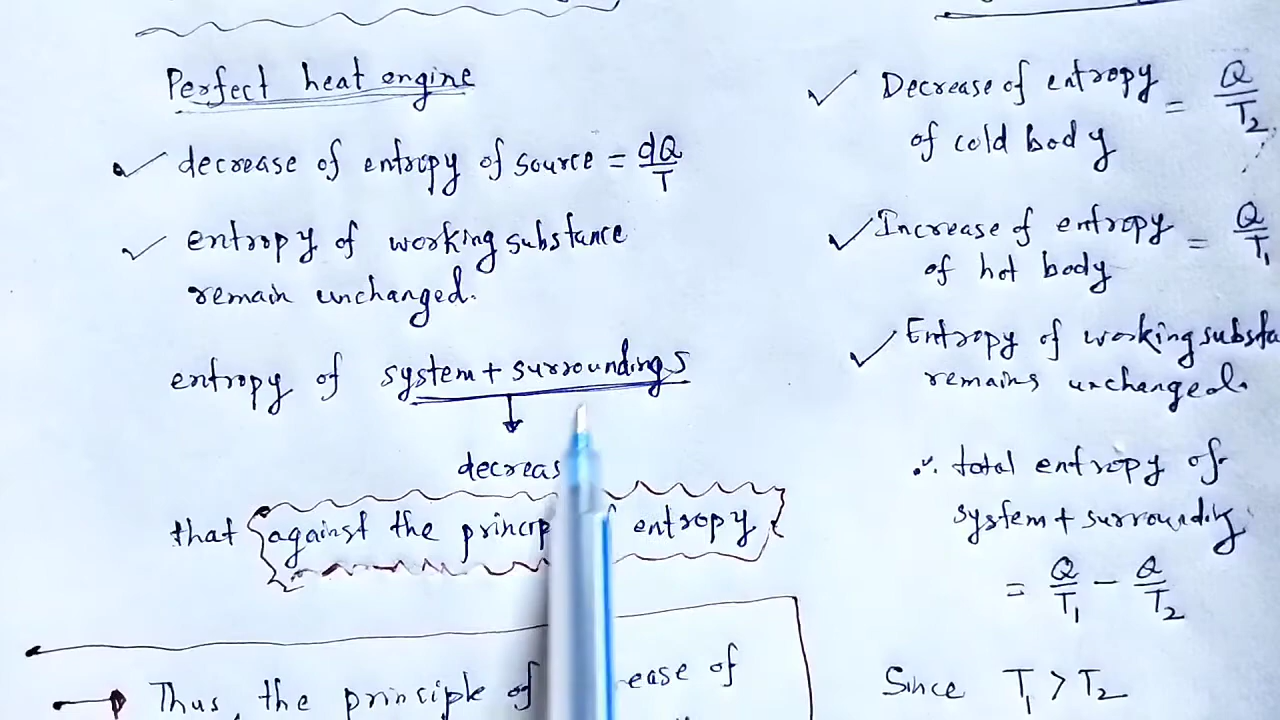 Perfect heat engine
✓ decrease of entropy of source = dQ/T
✓ entropy of working substance
remain unchanged.
entropy of system + surroundings
↓
decreas
that against the princip entropy
→ Thus, the principle of ease of
✓ Decrease of entropy
of cold body = Q/T₂
✓ Increase of entropy
of hot body = Q/T₁
✓ Entropy of working substa
remains unchanged.
∴ total entropy of
system + surrounding
= Q/T₁ - Q/T₂
Since T₁ > T₂